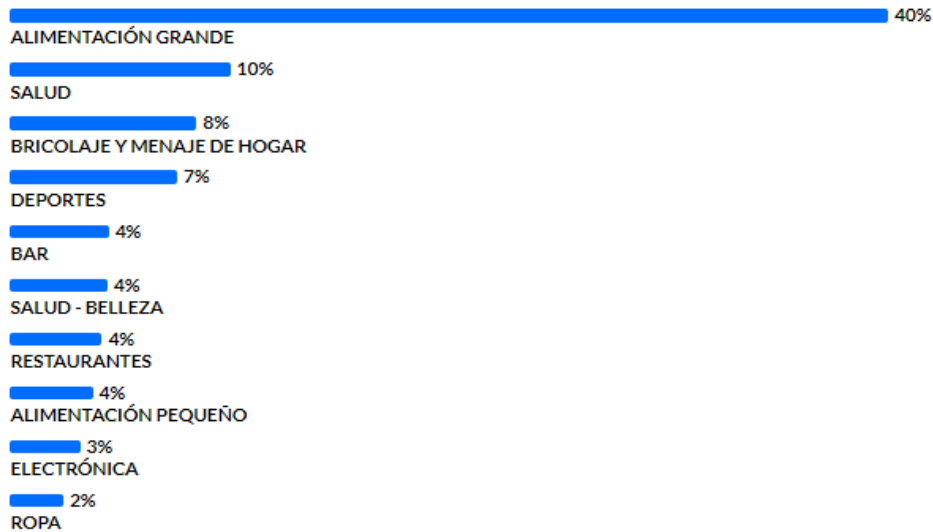 40%
ALIMENTACIÓN GRANDE
10%
SALUD
8%
BRICOLAJE Y MENAJE DE HOGAR
7%
DEPORTES
4%
BAR
4%
SALUD - BELLEZA
4%
RESTAURANTES
4%
ALIMENTACIÓN PEQUEÑO
3%
ELECTRÓNICA
2%
ROPA